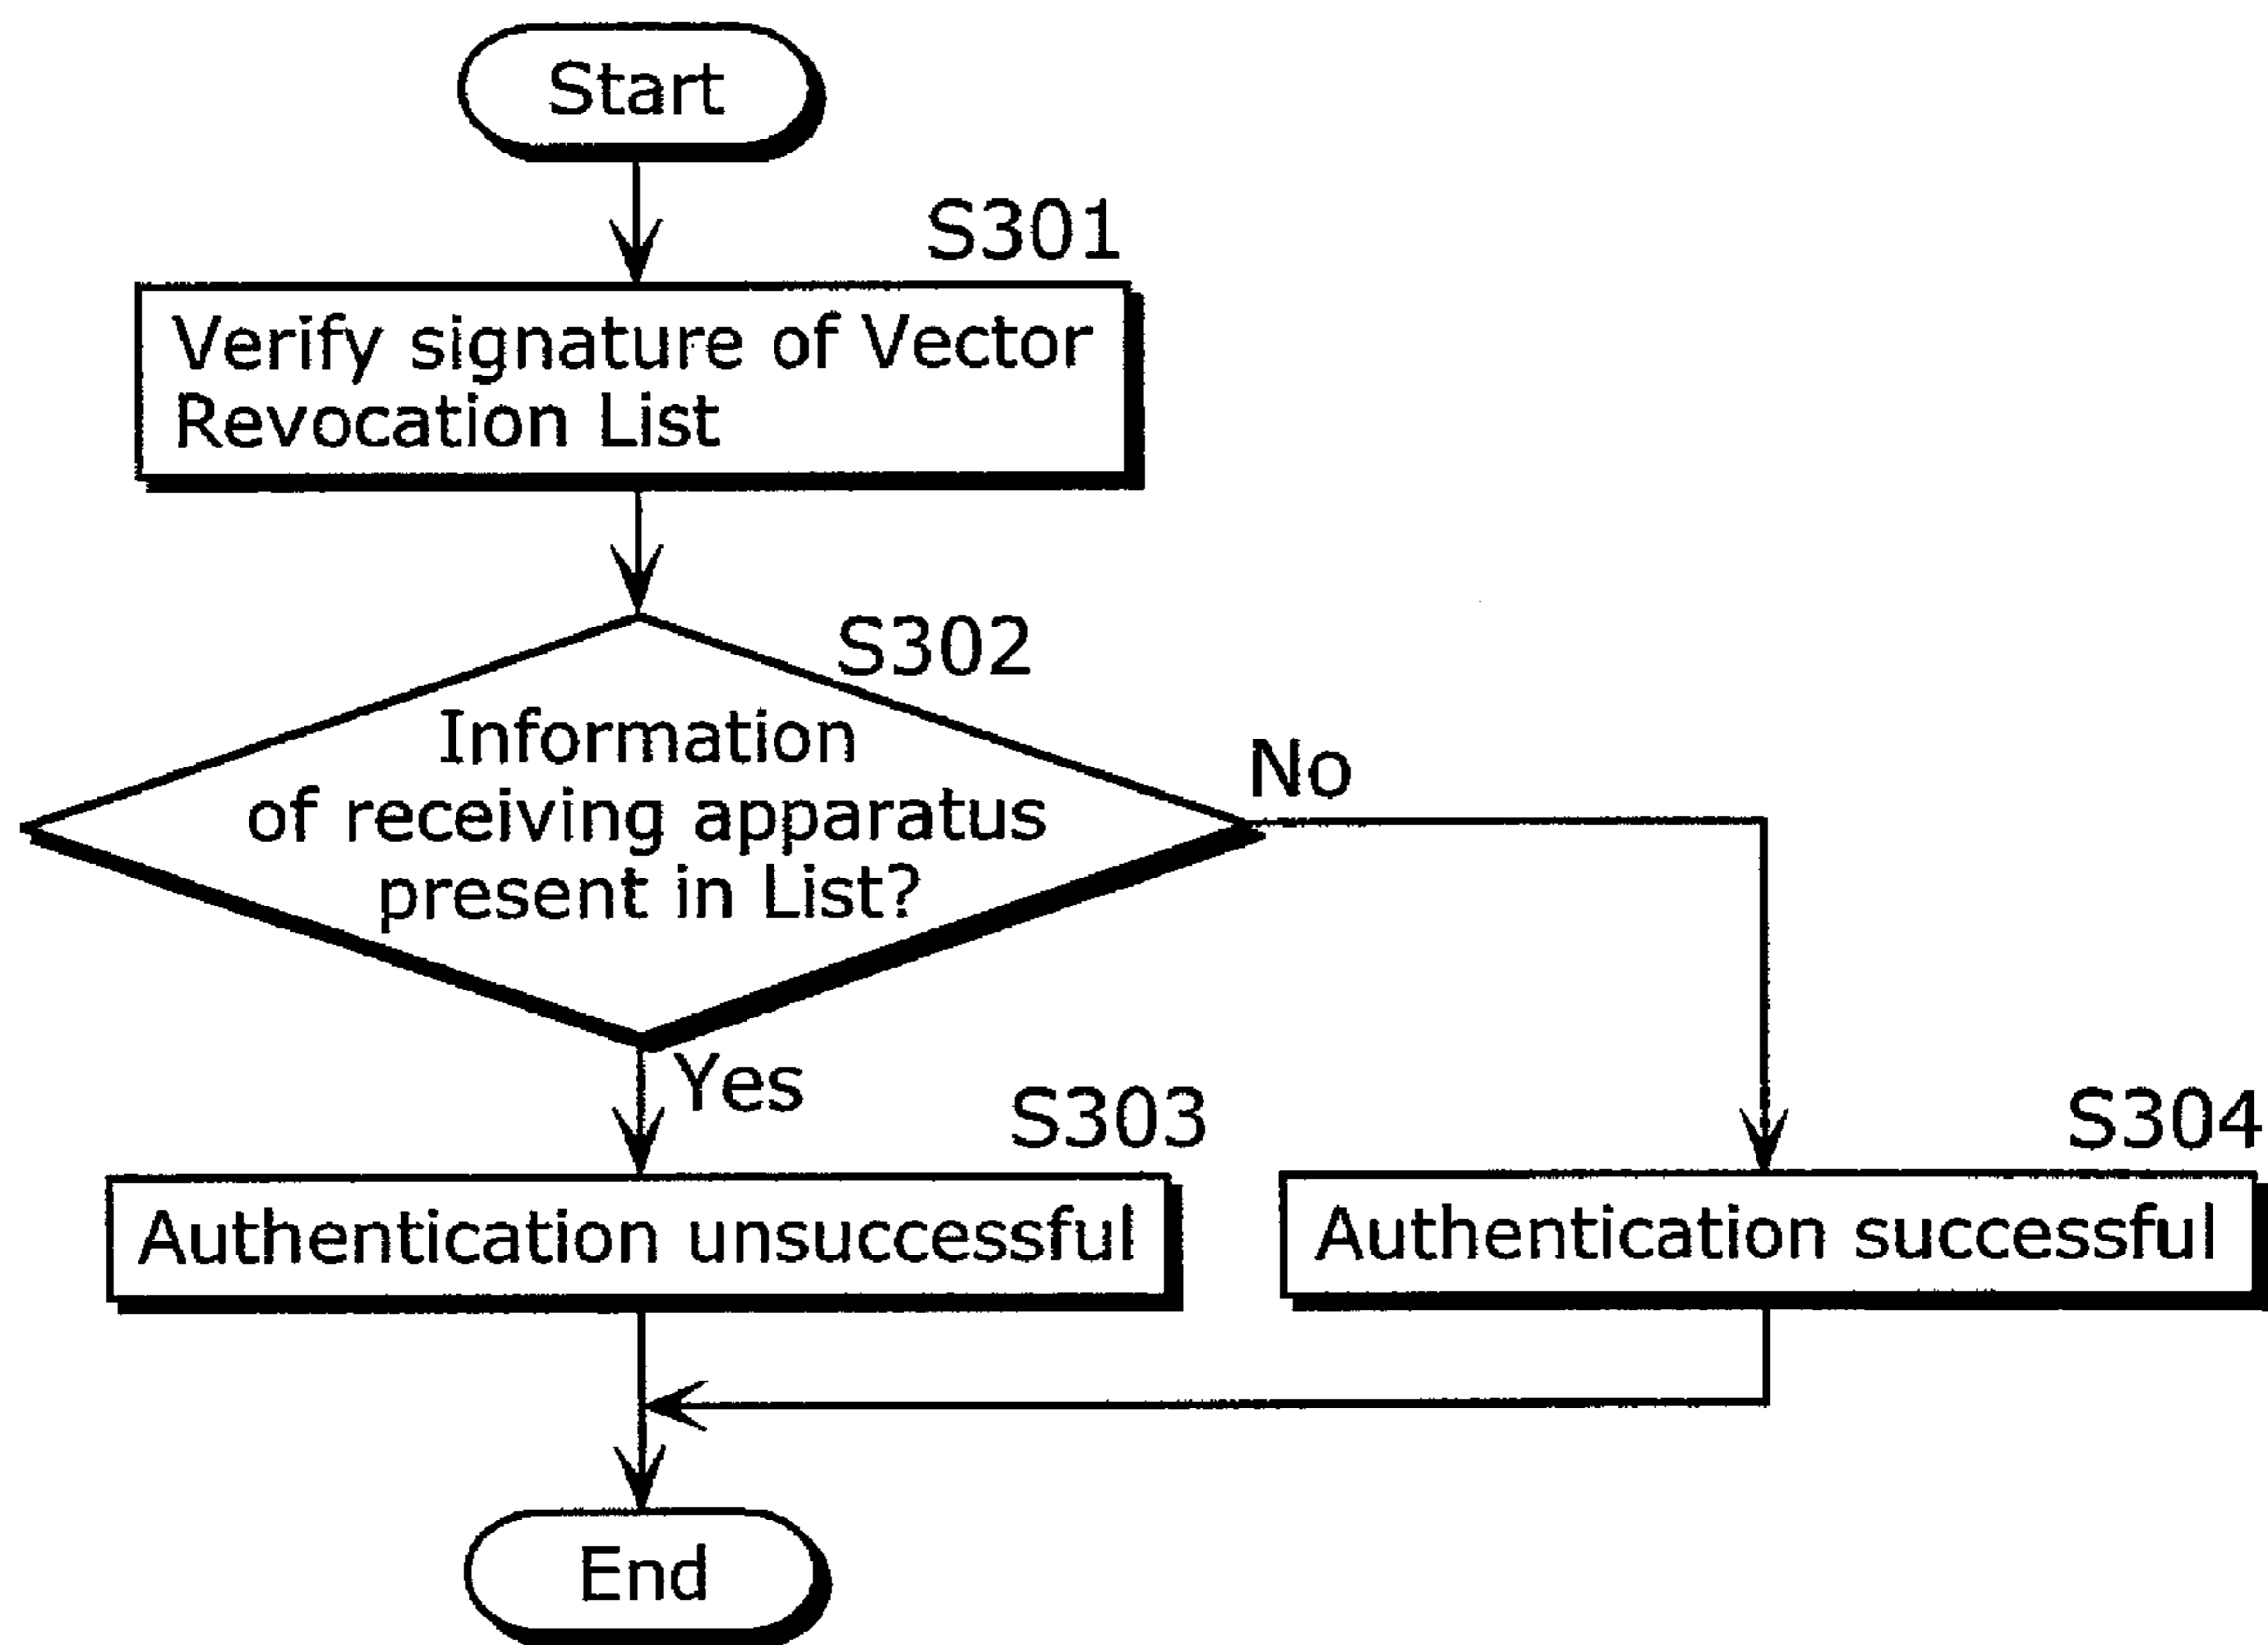 Start
S301
Verify signature of Vector
Revocation List
S302
Information
of receiving apparatus
present in List?
No
Yes
S303
S304
Authentication unsuccessful
Authentication successful
End